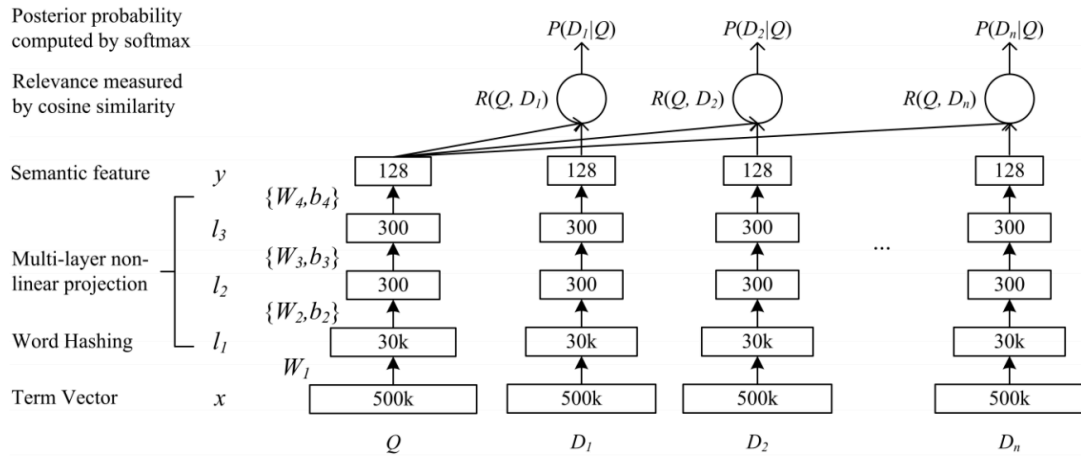 Posterior probability
computed by softmax
P(D₁|Q) P(D₂|Q) P(Dₙ|Q)
Relevance measured
by cosine similarity
R(Q, D₁) R(Q, D₂) R(Q, Dₙ)
Semantic feature y 128 128 128 128
{W₄,b₄}
l₃ 300 300 300 300
Multi-layer non-
linear projection
{W₃,b₃}
...
l₂ 300 300 300 300
{W₂,b₂}
Word Hashing l₁ 30k 30k 30k 30k
W₁
Term Vector x 500k 500k 500k 500k
Q D₁ D₂ Dₙ